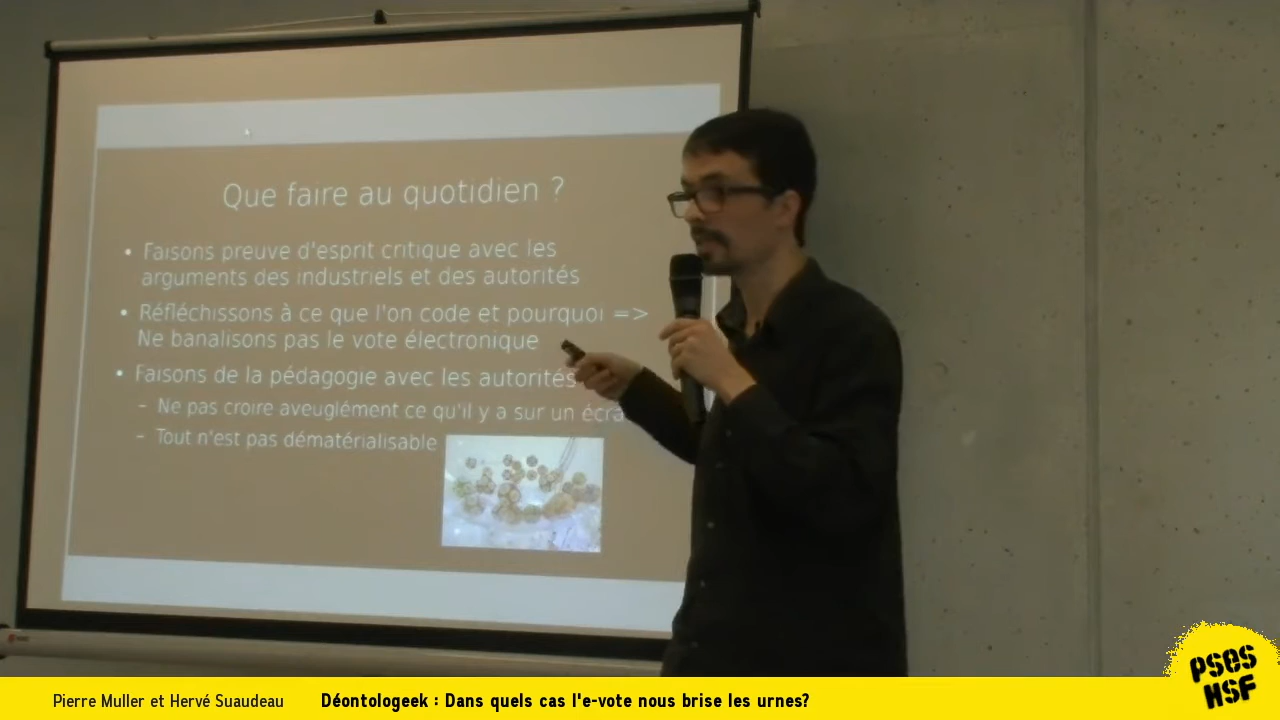 Que faire au quotidien ?
• Faisons preuve d'esprit critique avec les
arguments des industriels et des autorités
• Réfléchissons à ce que l'on code et pourquoi =>
Ne banalisons pas le vote électronique
• Faisons de la pédagogie avec les autorités
– Ne pas croire aveuglément ce qu'il y a sur un écra
– Tout n'est pas dématérialisable
PSES
HSF
Pierre Muller et Hervé Suaudeau Déontologeek : Dans quels cas l'e-vote nous brise les urnes?